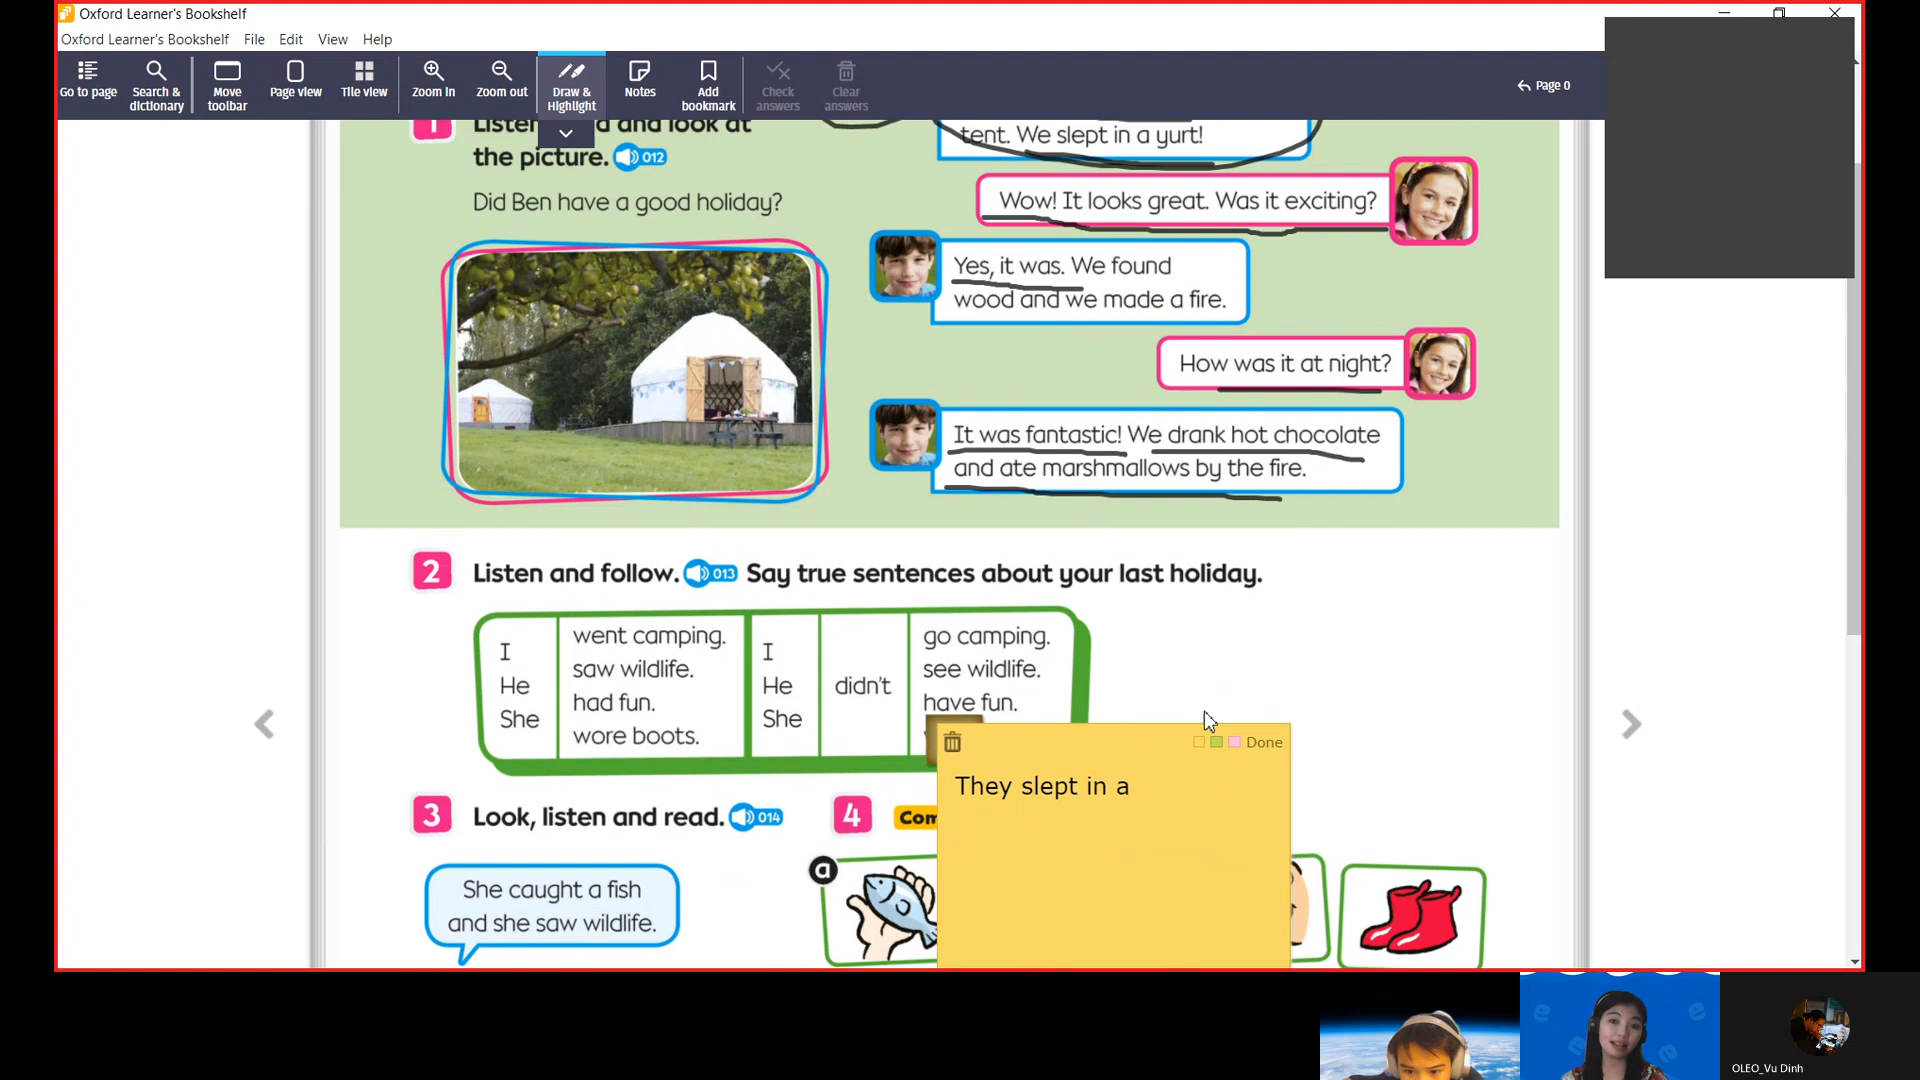 Oxford Learner's Bookshelf
Oxford Learner's Bookshelf File Edit View Help
Go to page
Search & dictionary
Move toolbar
Page view
Tile view
Zoom in
Zoom out
Draw & Highlight
Notes
Add bookmark
Check answers
Clear answers
Page 0
1
and look at
the picture. 012
Did Ben have a good holiday?
tent. We slept in a yurt!
Wow! It looks great. Was it exciting?
Yes, it was. We found
wood and we made a fire.
How was it at night?
It was fantastic! We drank hot chocolate
and ate marshmallows by the fire.
2 Listen and follow. 013 Say true sentences about your last holiday.
I
He
She
went camping.
saw wildlife.
had fun.
wore boots.
I
He
She
didn't
go camping.
see wildlife.
have fun.
Done
They slept in a
3 Look, listen and read. 014
4
She caught a fish
and she saw wildlife.
a
OLEO_Vu Dinh